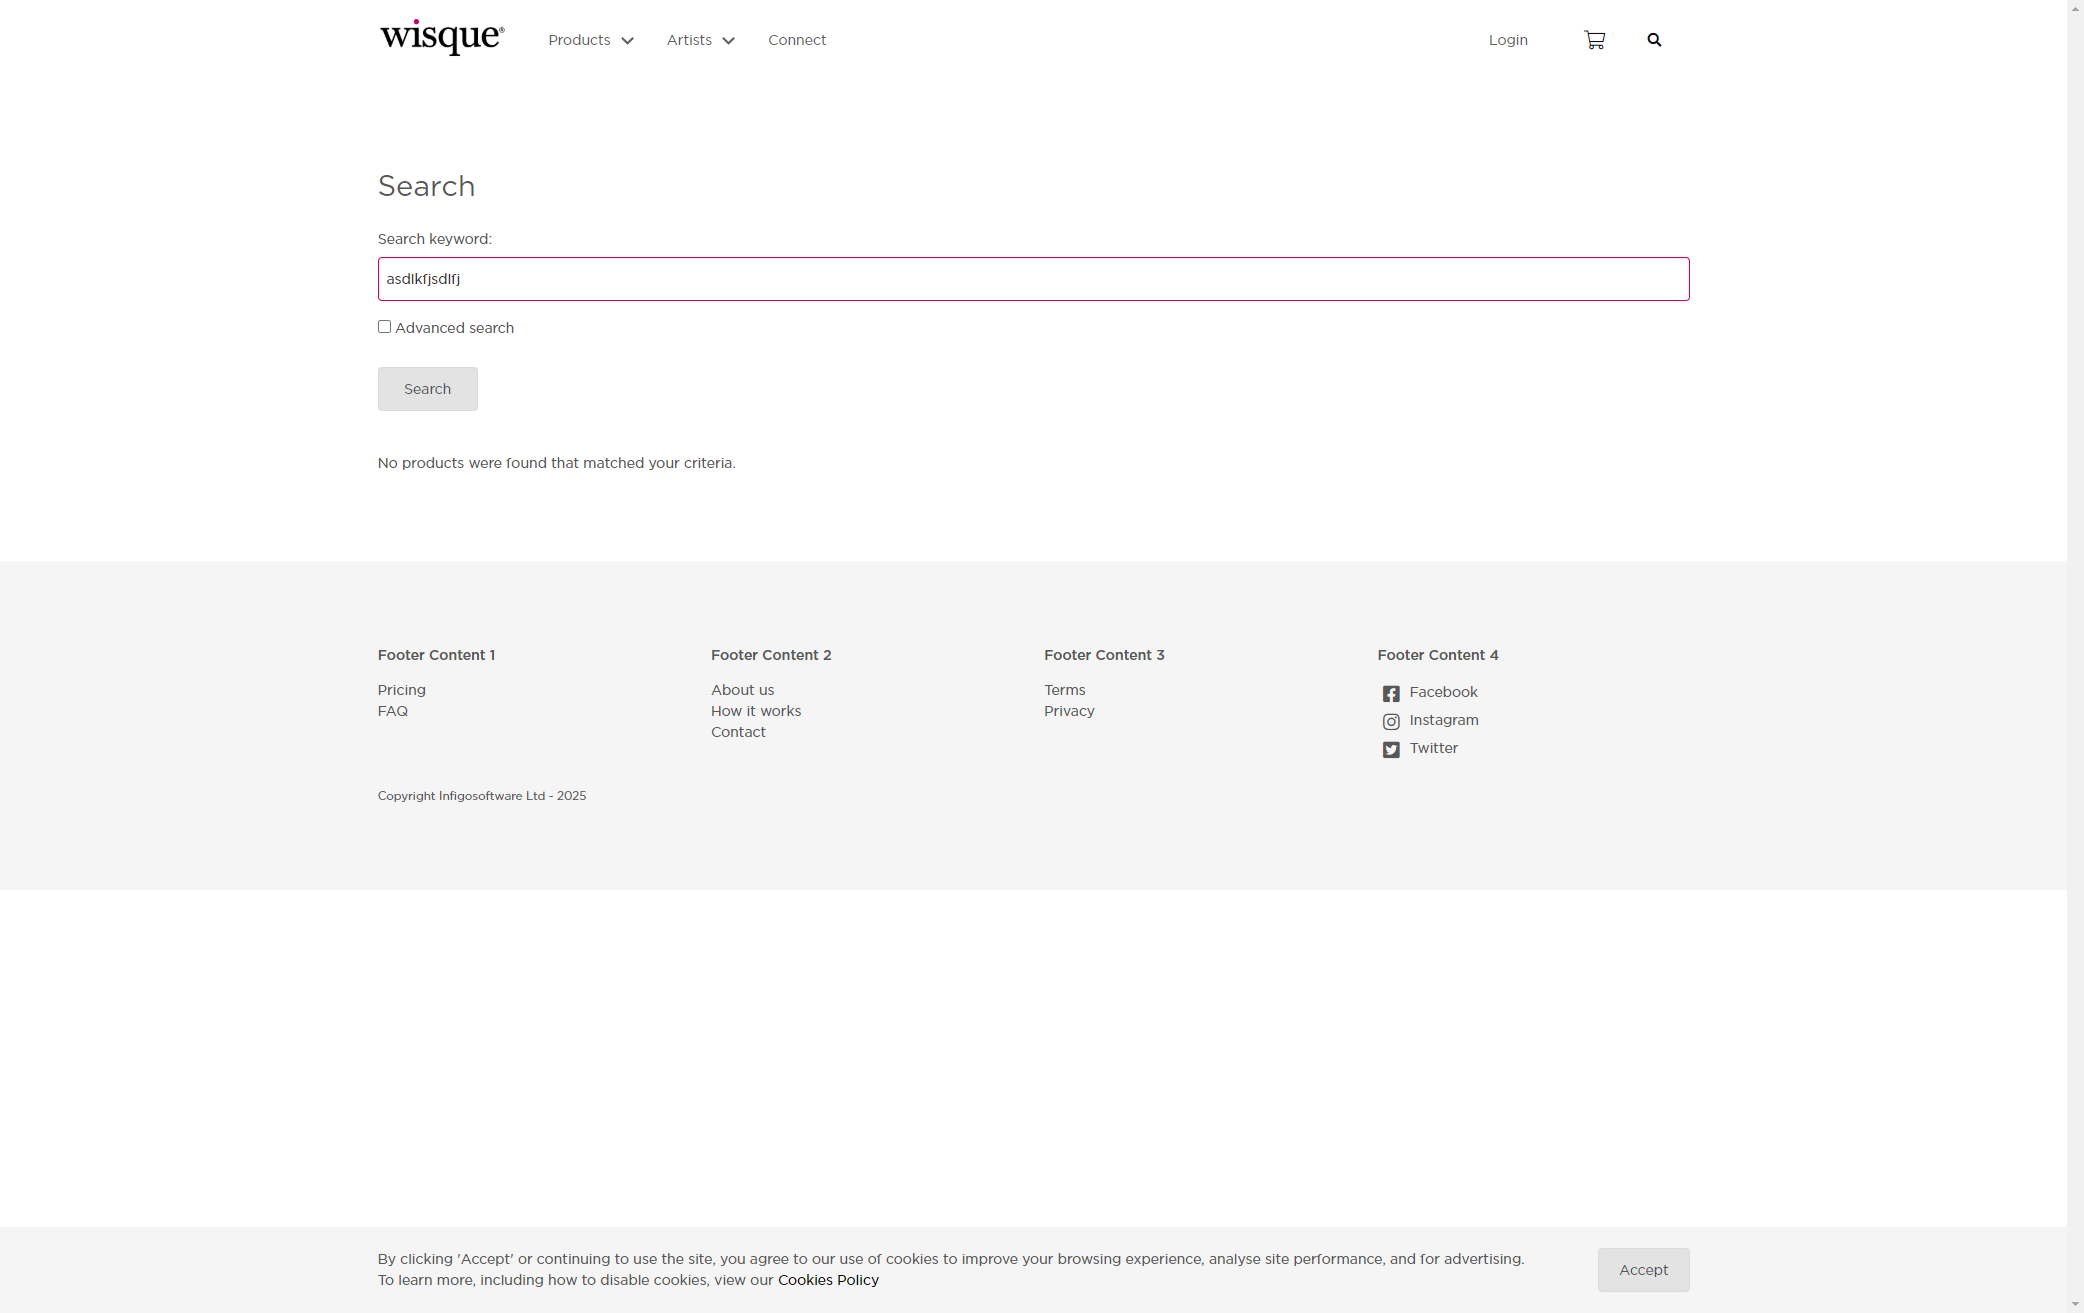 wisque®
Products
Artists
Connect
Login
Search
Search keyword:
asdlkfjsdlfj
Advanced search
Search
No products were found that matched your criteria.
Footer Content 1
Pricing
FAQ
Footer Content 2
About us
How it works
Contact
Footer Content 3
Terms
Privacy
Footer Content 4
Facebook
Instagram
Twitter
Copyright Infigosoftware Ltd - 2025
By clicking 'Accept' or continuing to use the site, you agree to our use of cookies to improve your browsing experience, analyse site performance, and for advertising.
To learn more, including how to disable cookies, view our Cookies Policy
Accept